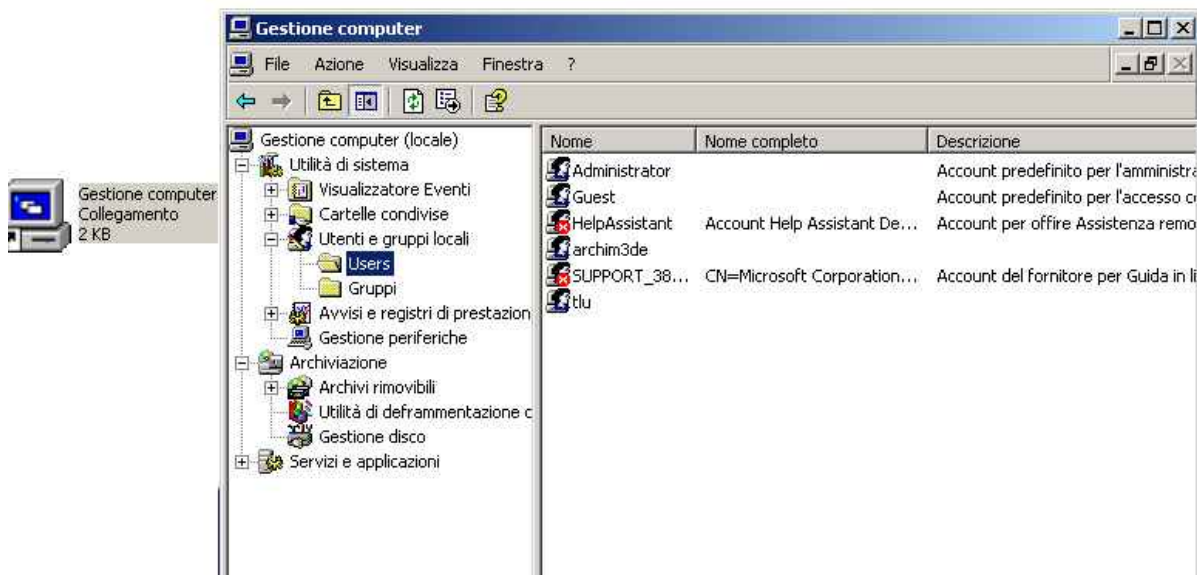 Gestione computer
Collegamento
2 KB
Gestione computer
File Azione Visualizza Finestra ?
Gestione computer (locale)
Utilità di sistema
Visualizzatore Eventi
Cartelle condivise
Utenti e gruppi locali
Users
Gruppi
Avvisi e registri di prestazion
Gestione periferiche
Archiviazione
Archivi rimovibili
Utilità di deframmentazione c
Gestione disco
Servizi e applicazioni
Nome Nome completo Descrizione
Administrator Account predefinito per l'amministra
Guest Account predefinito per l'accesso co
HelpAssistant Account Help Assistant De... Account per offire Assistenza remo
archim3de
SUPPORT_38... CN=Microsoft Corporation... Account del fornitore per Guida in li
tlu